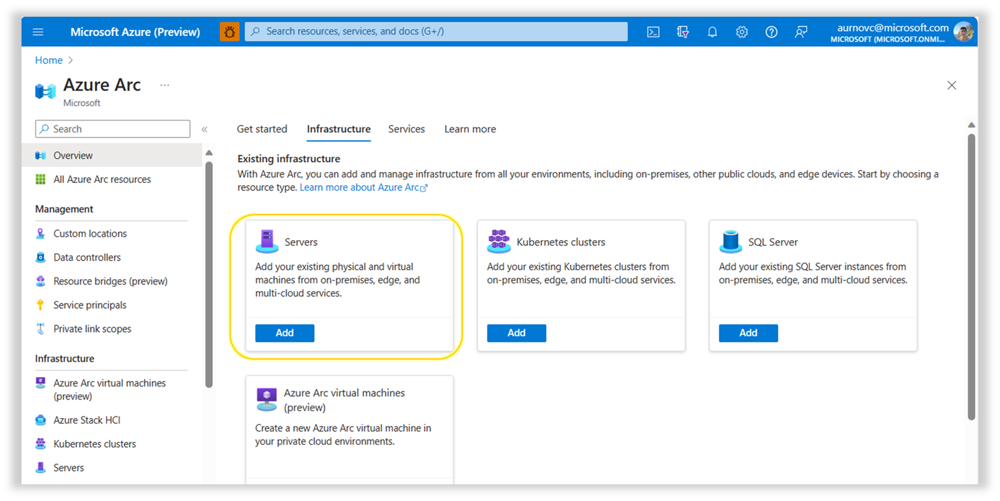 Microsoft Azure (Preview)
Search resources, services, and docs (G+/)
aurnovc@microsoft.com
MICROSOFT (MICROSOFT.ONMI...
Home
Azure Arc
...
Microsoft
Search
Overview
All Azure Arc resources
Management
Custom locations
Data controllers
Resource bridges (preview)
Service principals
Private link scopes
Infrastructure
Azure Arc virtual machines
(preview)
Azure Stack HCI
Kubernetes clusters
Servers
Get started
Infrastructure
Services
Learn more
Existing infrastructure
With Azure Arc, you can add and manage infrastructure from all your environments, including on-premises, other public clouds, and edge devices. Start by choosing a
resource type. Learn more about Azure Arc
Servers
Add your existing physical and virtual
machines from on-premises, edge, and
multi-cloud services.
Add
Kubernetes clusters
Add your existing Kubernetes clusters from
on-premises, edge, and multi-cloud services.
Add
SQL Server
Add your existing SQL Server instances from
on-premises, edge, and multi-cloud services.
Add
Azure Arc virtual machines
(preview)
Create a new Azure Arc virtual machine in
your private cloud environments.